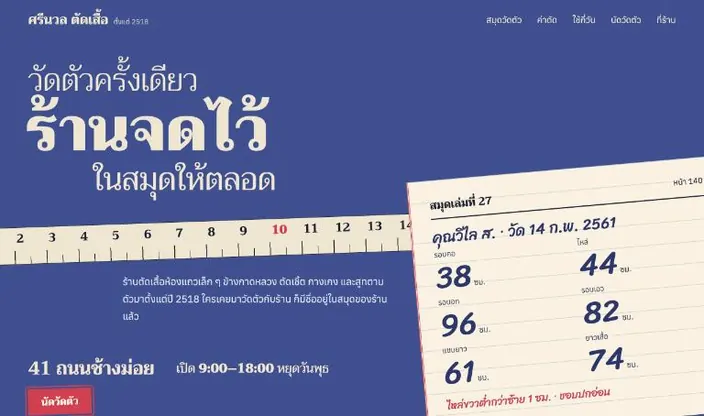 ศรีนวล ตัดเสื้อ ตั้งแต่ 2518
สมุดวัดตัว ค่าตัด ใช้กี่วัน นัดวัดตัว ที่ร้าน
วัดตัวครั้งเดียว
ร้านจดไว้
ในสมุดให้ตลอด
2 3 4 5 6 7 8 9 10 11 12 13 14
ร้านตัดเสื้อห้องแถวเล็ก ๆ ข้างกาดหลวง ตัดเชิ้ต กางเกง และสูทตาม
ตัวมาตั้งแต่ปี 2518 ใครเคยมาวัดตัวกับร้าน ก็มีชื่ออยู่ในสมุดของร้าน
แล้ว
41 ถนนช้างม่อย เปิด 9:00–18:00 หยุดวันพุธ
นัดวัดตัว
สมุดเล่มที่ 27 หน้า 140
คุณวิไล ส. · วัด 14 ก.พ. 2561
รอบคอ ไหล่
38 ซม. 44 ซม.
รอบอก รอบเอว
96 ซม. 82 ซม.
แขนยาว ยาวเสื้อ
61 ซม. 74 ซม.
ไหล่ขวาต่ำกว่าซ้าย 1 ซม. · ชอบปกอ่อน